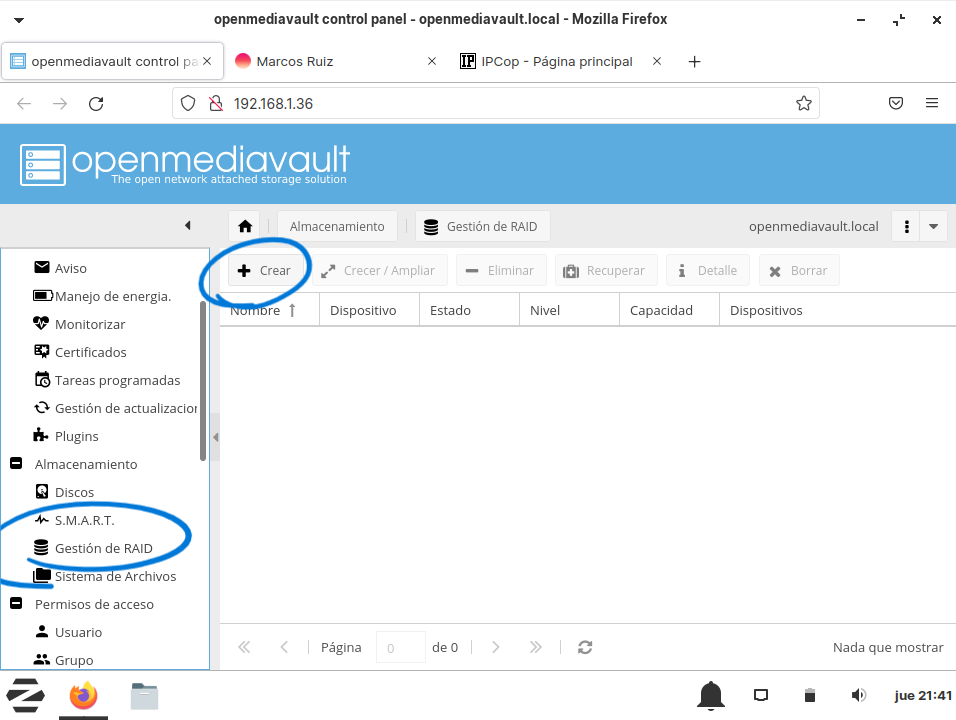 openmediavault control panel - openmediavault.local - Mozilla Firefox
openmediavault control pa
Marcos Ruiz
IPCop - Página principal
192.168.1.36
openmediavault
The open network attached storage solution
Almacenamiento
Gestión de RAID
openmediavault.local
Crear
Crecer / Ampliar
Eliminar
Recuperar
Detalle
Borrar
Nombre
Dispositivo
Estado
Nivel
Capacidad
Dispositivos
Aviso
Manejo de energia.
Monitorizar
Certificados
Tareas programadas
Gestión de actualizacion
Plugins
Almacenamiento
Discos
S.M.A.R.T.
Gestión de RAID
Sistema de Archivos
Permisos de acceso
Usuario
Grupo
Página 0 de 0
Nada que mostrar
jue 21:41